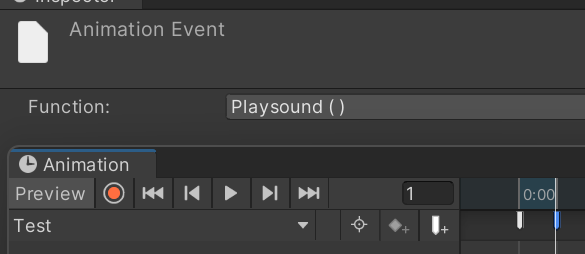 Inspector
Animation Event
Function: Playsound ( )
Animation
Preview 1 0:00
Test